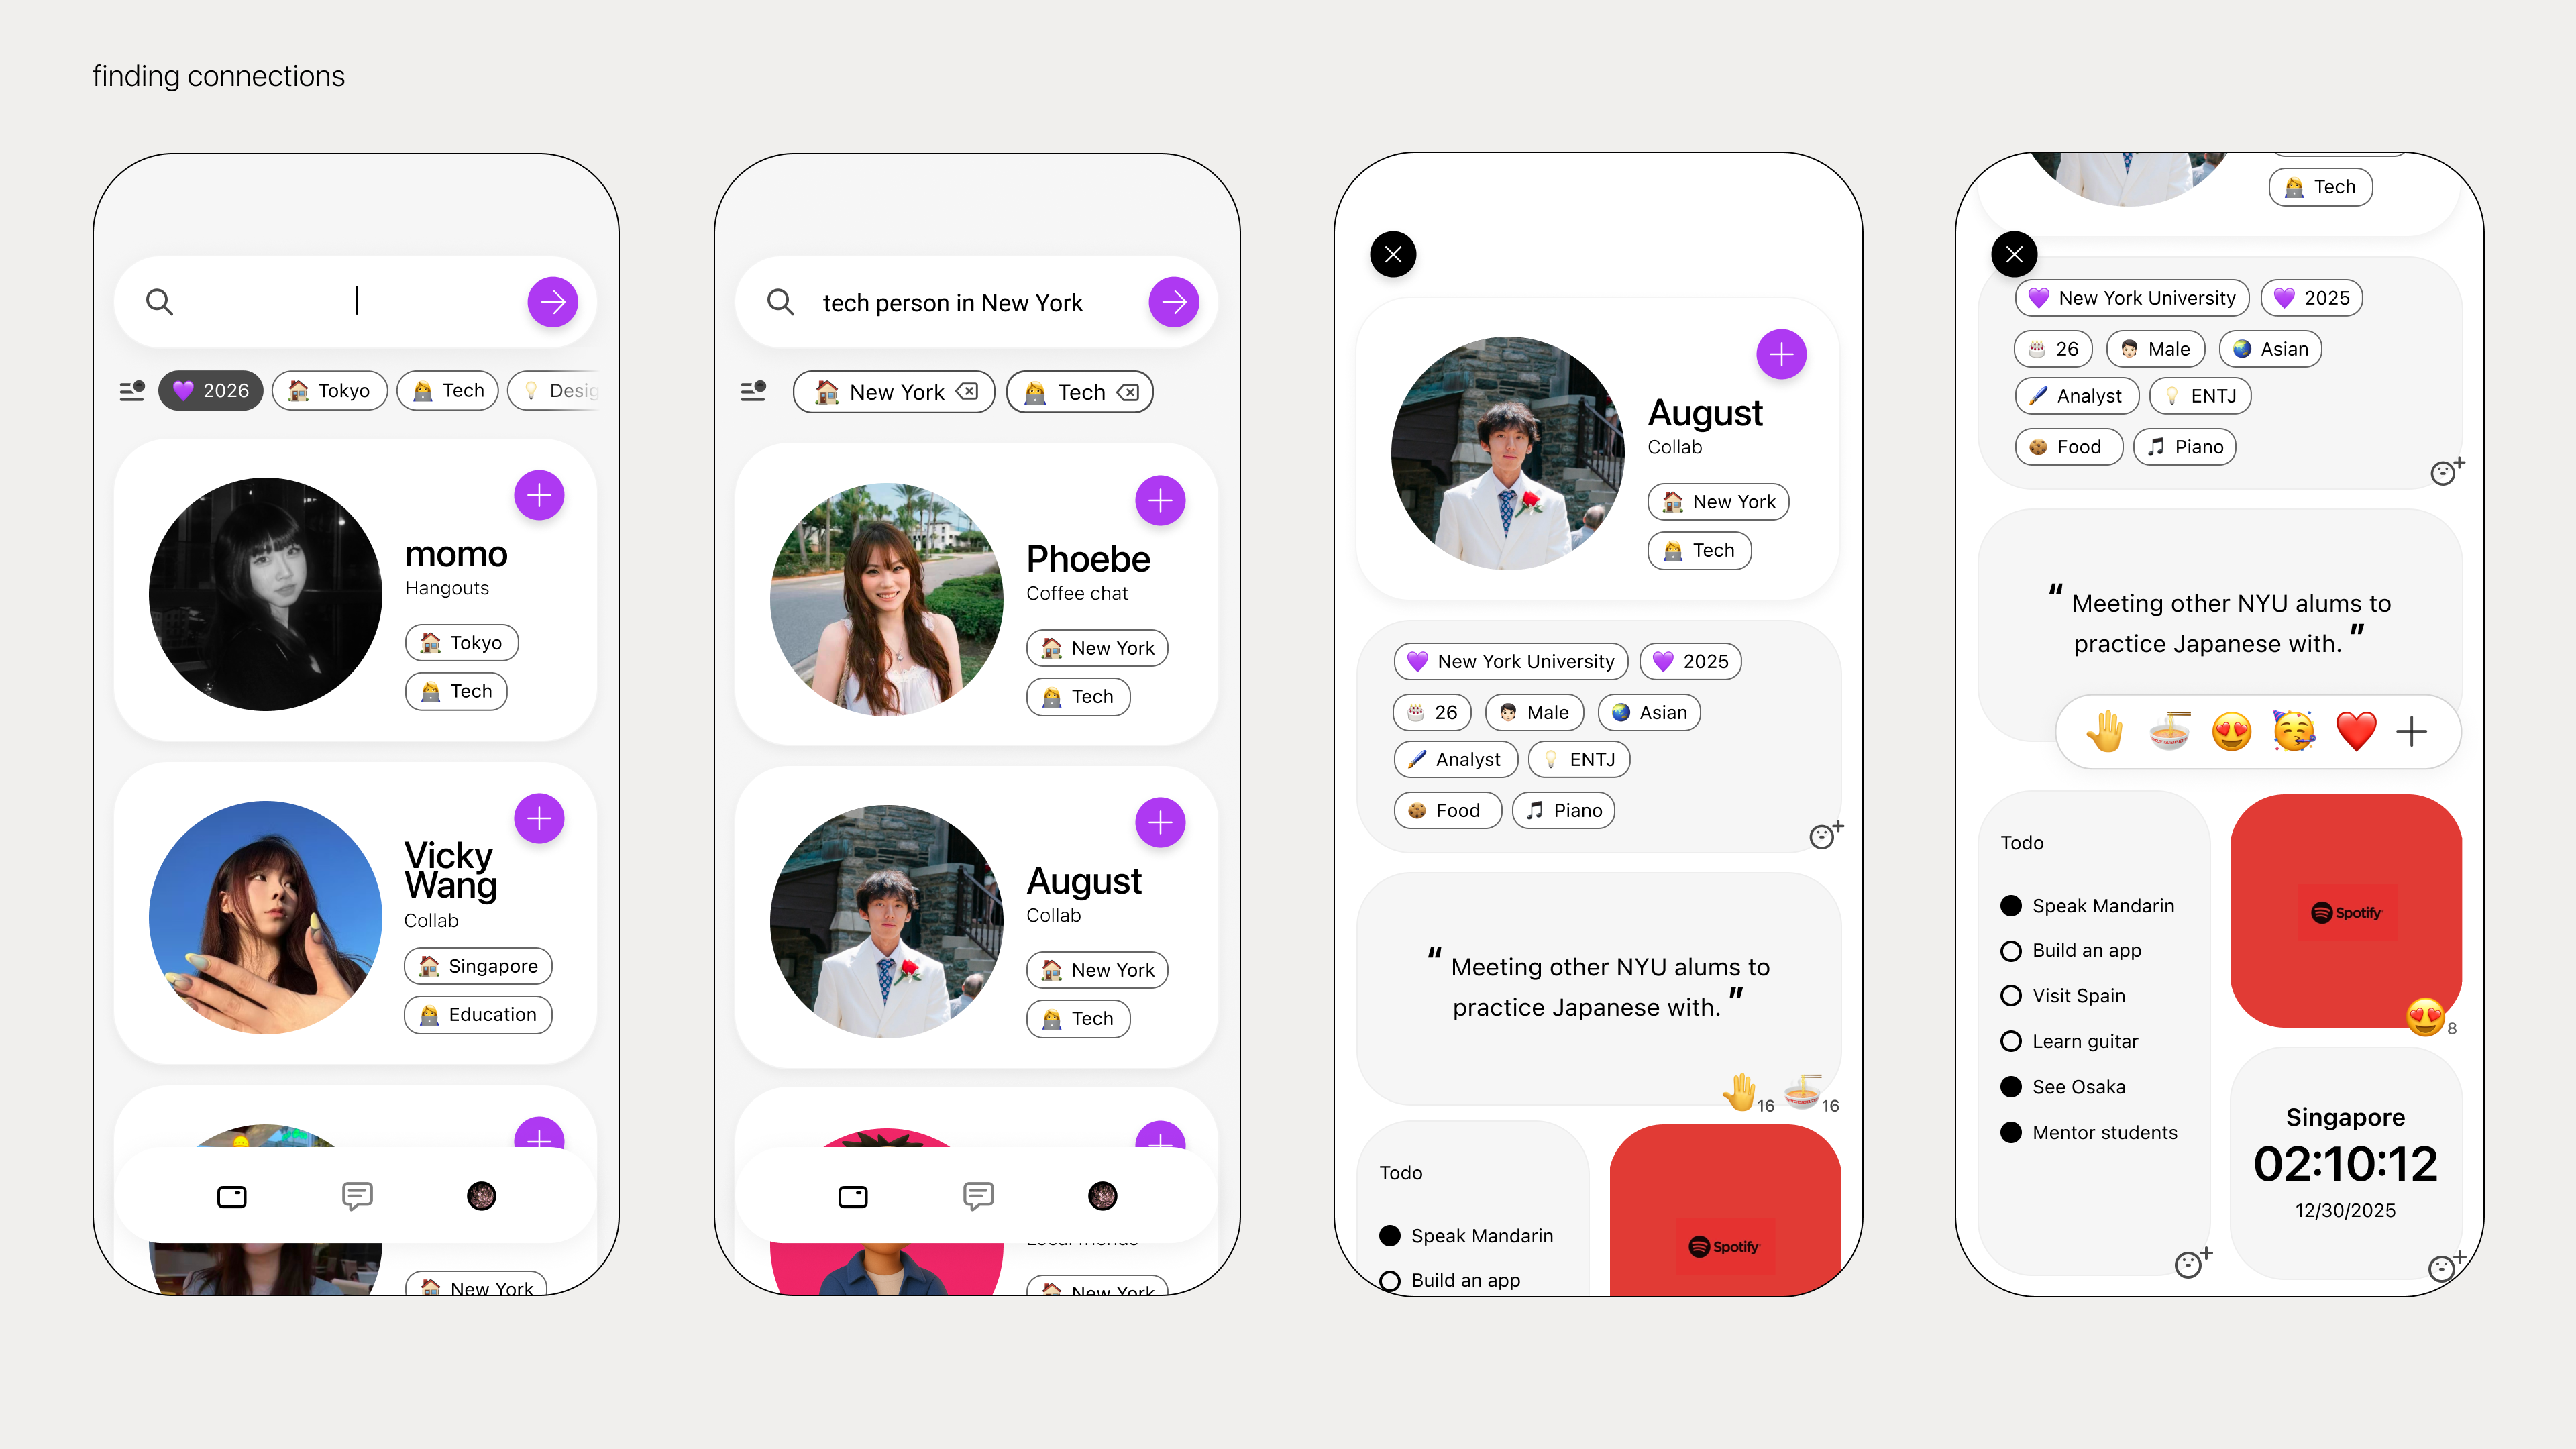 finding connections
2026
Tokyo
Tech
Desig
momo
Hangouts
Tokyo
Tech
Vicky
Wang
Collab
Singapore
Education
New York
tech person in New York
New York
Tech
Phoebe
Coffee chat
New York
Tech
August
Collab
New York
Tech
New York
August
Collab
New York
Tech
New York University
2025
26
Male
Asian
Analyst
ENTJ
Food
Piano
“ Meeting other NYU alums to
practice Japanese with. ”
16
16
Todo
Speak Mandarin
Build an app
Spotify
Tech
New York University
2025
26
Male
Asian
Analyst
ENTJ
Food
Piano
“ Meeting other NYU alums to
practice Japanese with. ”
Todo
Speak Mandarin
Build an app
Visit Spain
Learn guitar
See Osaka
Mentor students
Spotify
8
Singapore
02:10:12
12/30/2025